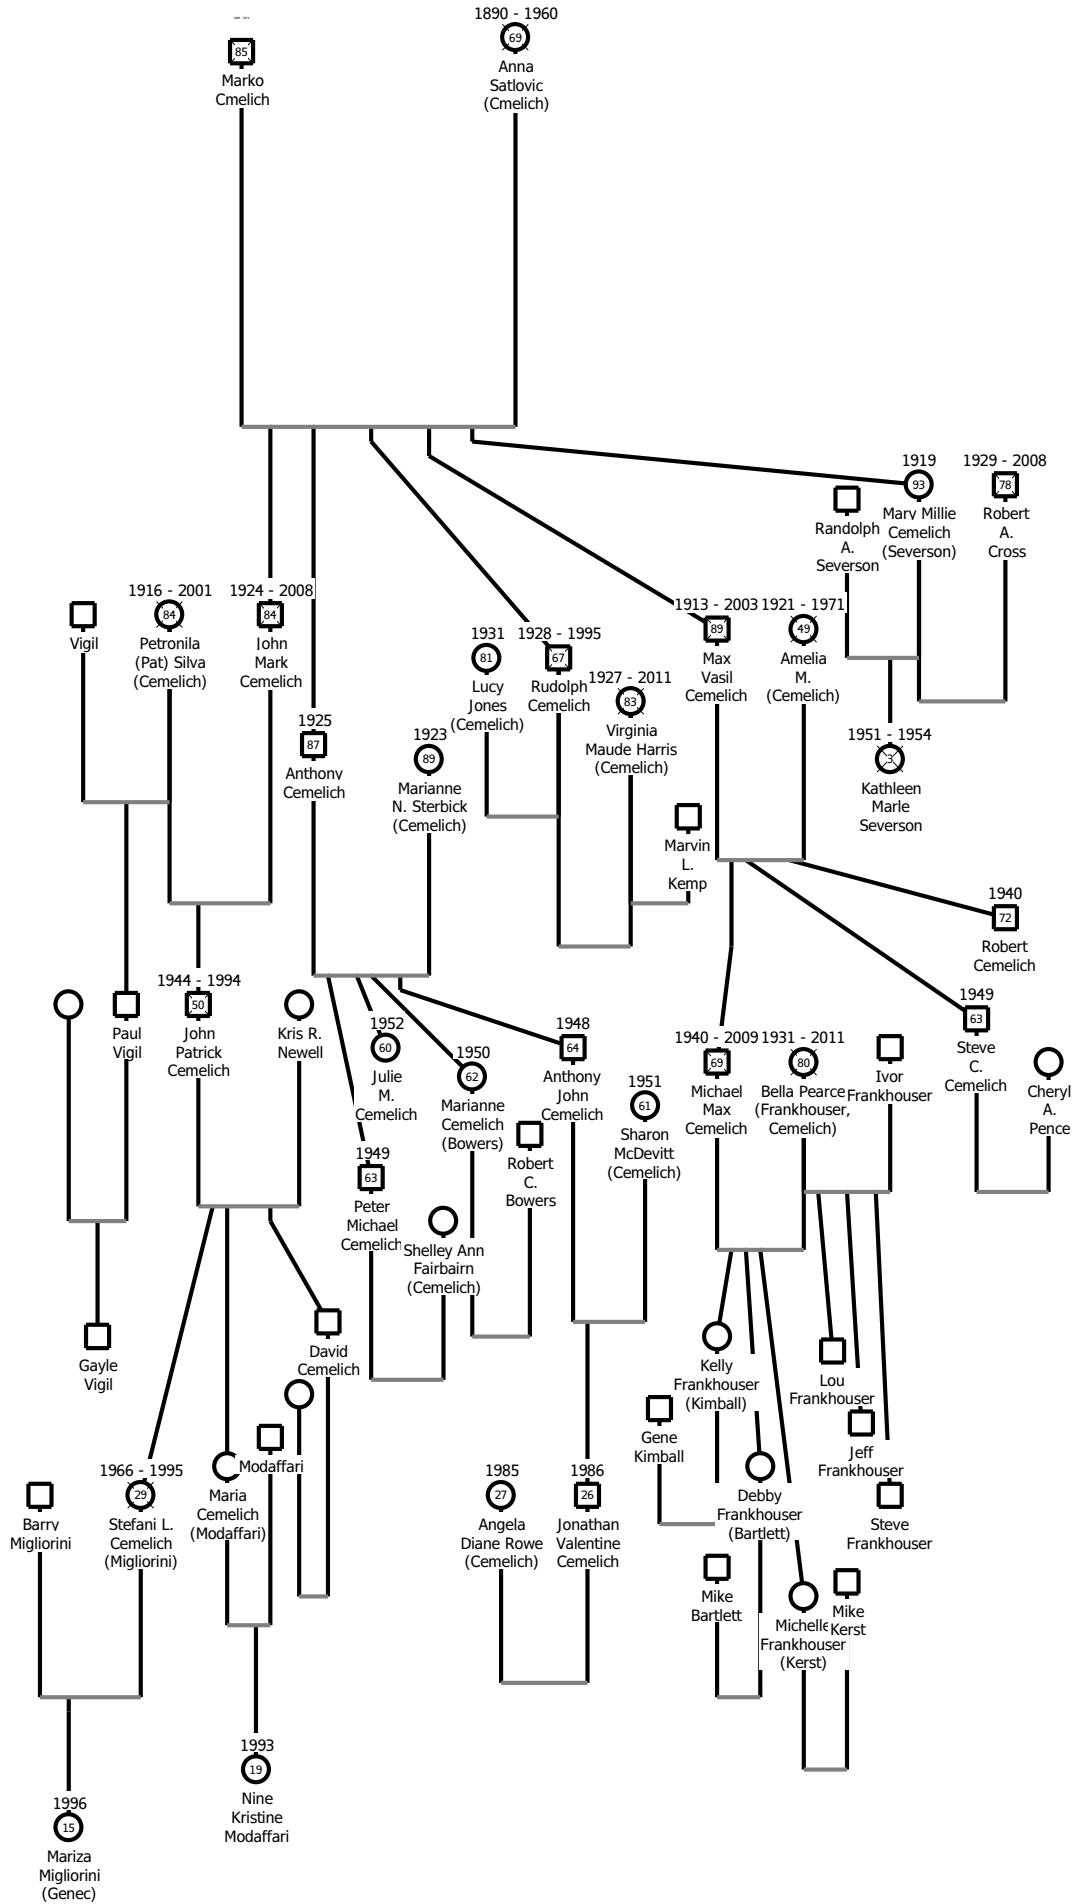 1890 - 1960
69
85
Anna
Satlovic
(Cmelich)
Marko
Cmelich
1919
93
Mary Millie
Cemelich
(Severson)
1929 - 2008
78
Robert
A.
Cross
Randolph
A.
Severson
Vigil
1916 - 2001
84
Petronila
(Pat) Silva
(Cemelich)
1924 - 2008
84
John
Mark
Cemelich
1931
81
Lucy
Jones
(Cemelich)
1928 - 1995
67
Rudolph
Cemelich
1927 - 2011
83
Virginia
Maude Harris
(Cemelich)
1913 - 2003
89
Max
Vasil
Cemelich
1921 - 1971
49
Amelia
M.
(Cemelich)
1925
87
Anthony
Cemelich
1923
89
Marianne
N. Sterbick
(Cemelich)
1951 - 1954
3
Kathleen
Marle
Severson
Marvin
L.
Kemp
1940
72
Robert
Cemelich
Paul
Vigil
1944 - 1994
50
John
Patrick
Cemelich
Kris R.
Newell
1952
60
Julie
M.
Cemelich
1950
62
Marianne
Cemelich
(Bowers)
1948
64
Anthony
John
Cemelich
1951
61
Sharon
McDevitt
(Cemelich)
1940 - 2009
69
Michael
Max
Cemelich
1931 - 2011
80
Bella Pearce
(Frankhouser,
Cemelich)
Ivor
Frankhouser
1949
63
Steve
C.
Cemelich
Cheryl
A.
Pence
1949
63
Peter
Michael
Cemelich
Robert
C.
Bowers
Shelley Ann
Fairbairn
(Cemelich)
Gayle
Vigil
David
Cemelich
Kelly
Frankhouser
(Kimball)
Lou
Frankhouser
Gene
Kimball
Jeff
Frankhouser
Modaffari
Barry
Migliorini
1966 - 1995
29
Stefani L.
Cemelich
(Migliorini)
Maria
Cemelich
(Modaffari)
1985
27
Angela
Diane Rowe
(Cemelich)
1986
26
Jonathan
Valentine
Cemelich
Debby
Frankhouser
(Bartlett)
Steve
Frankhouser
Mike
Bartlett
Michelle
Frankhouser
(Kerst)
Mike
Kerst
1993
19
Nine
Kristine
Modaffari
1996
15
Mariza
Migliorini
(Genec)